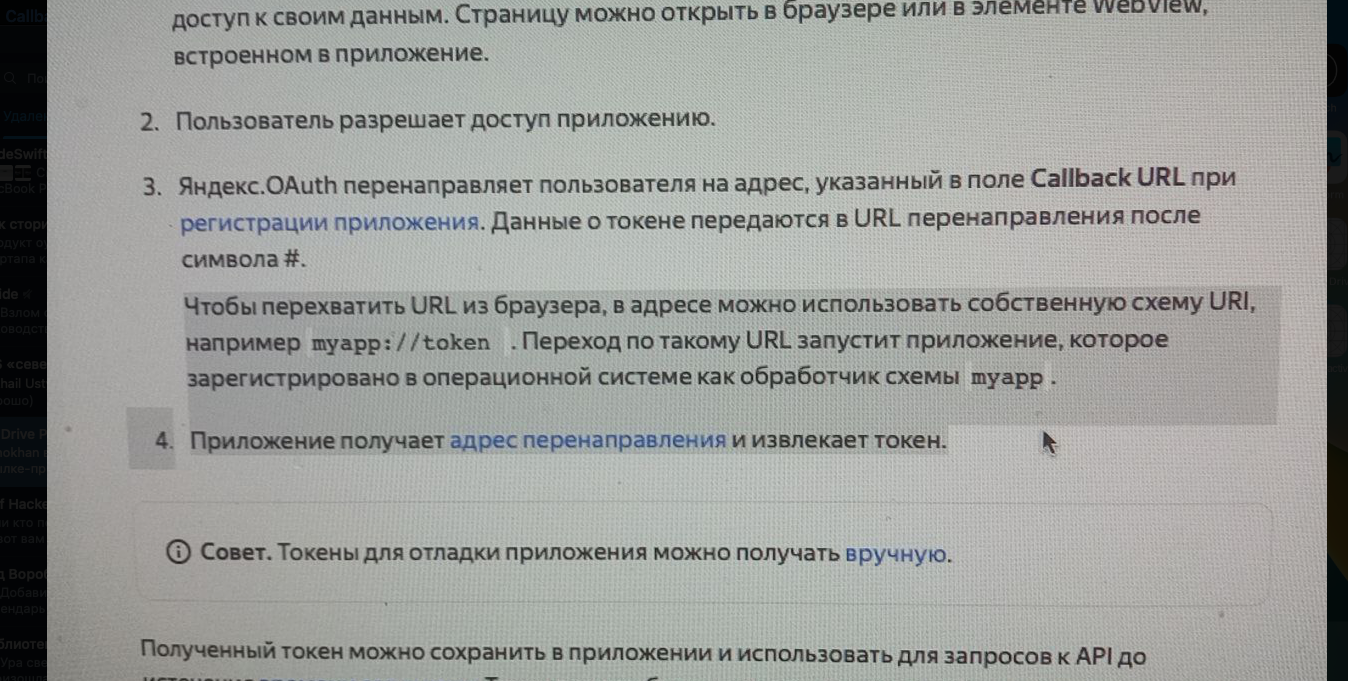 доступ к своим данным. Страницу можно открыть в браузере или в элементе WebView,
встроенном в приложение.
2. Пользователь разрешает доступ приложению.
3. Яндекс.OAuth перенаправляет пользователя на адрес, указанный в поле Callback URL при
регистрации приложения. Данные о токене передаются в URL перенаправления после
символа #.
Чтобы перехватить URL из браузера, в адресе можно использовать собственную схему URI,
например myapp://token . Переход по такому URL запустит приложение, которое
зарегистрировано в операционной системе как обработчик схемы myapp .
4. Приложение получает адрес перенаправления и извлекает токен.
Совет. Токены для отладки приложения можно получать вручную.
Полученный токен можно сохранить в приложении и использовать для запросов к API до